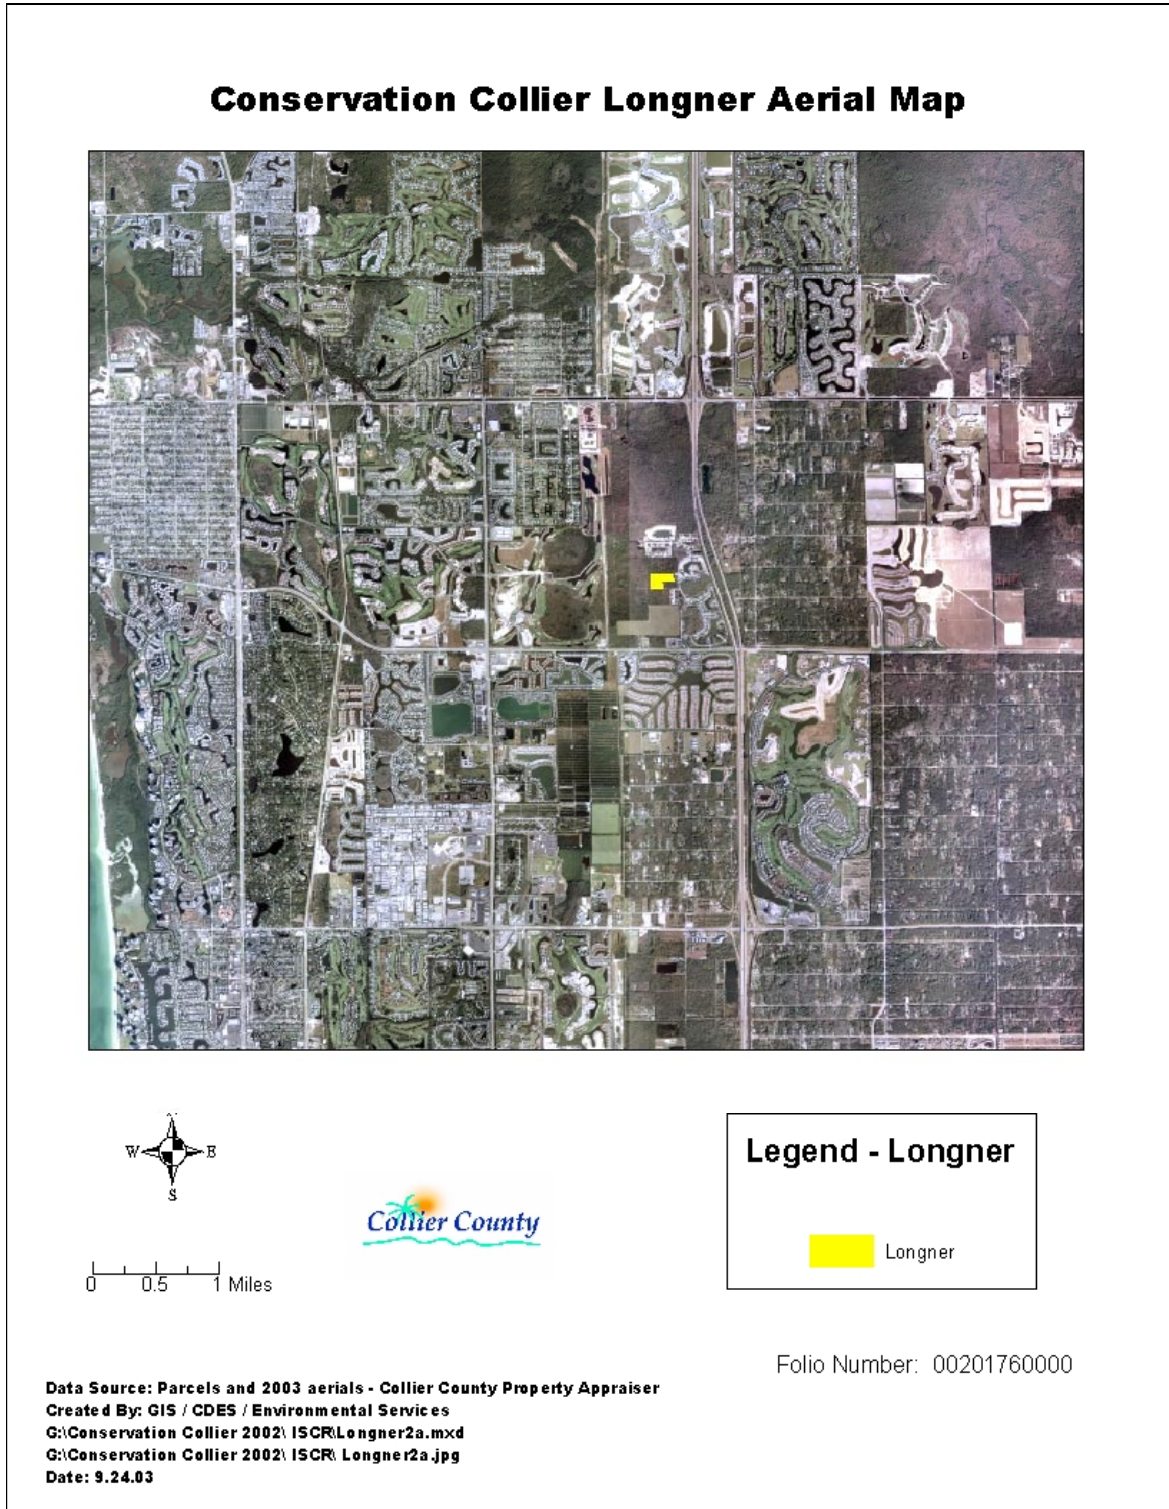 Conservation Collier Longner Aerial Map
W
E
S
0 0.5 1 Miles
Collier County
Legend - Longner
Longner
Folio Number: 00201760000
Data Source: Parcels and 2003 aerials - Collier County Property Appraiser
Created By: GIS / CDES / Environmental Services
G:\Conservation Collier 2002\ ISCR\Longner2a.mxd
G:\Conservation Collier 2002\ ISCR\ Longner2a.jpg
Date: 9.24.03